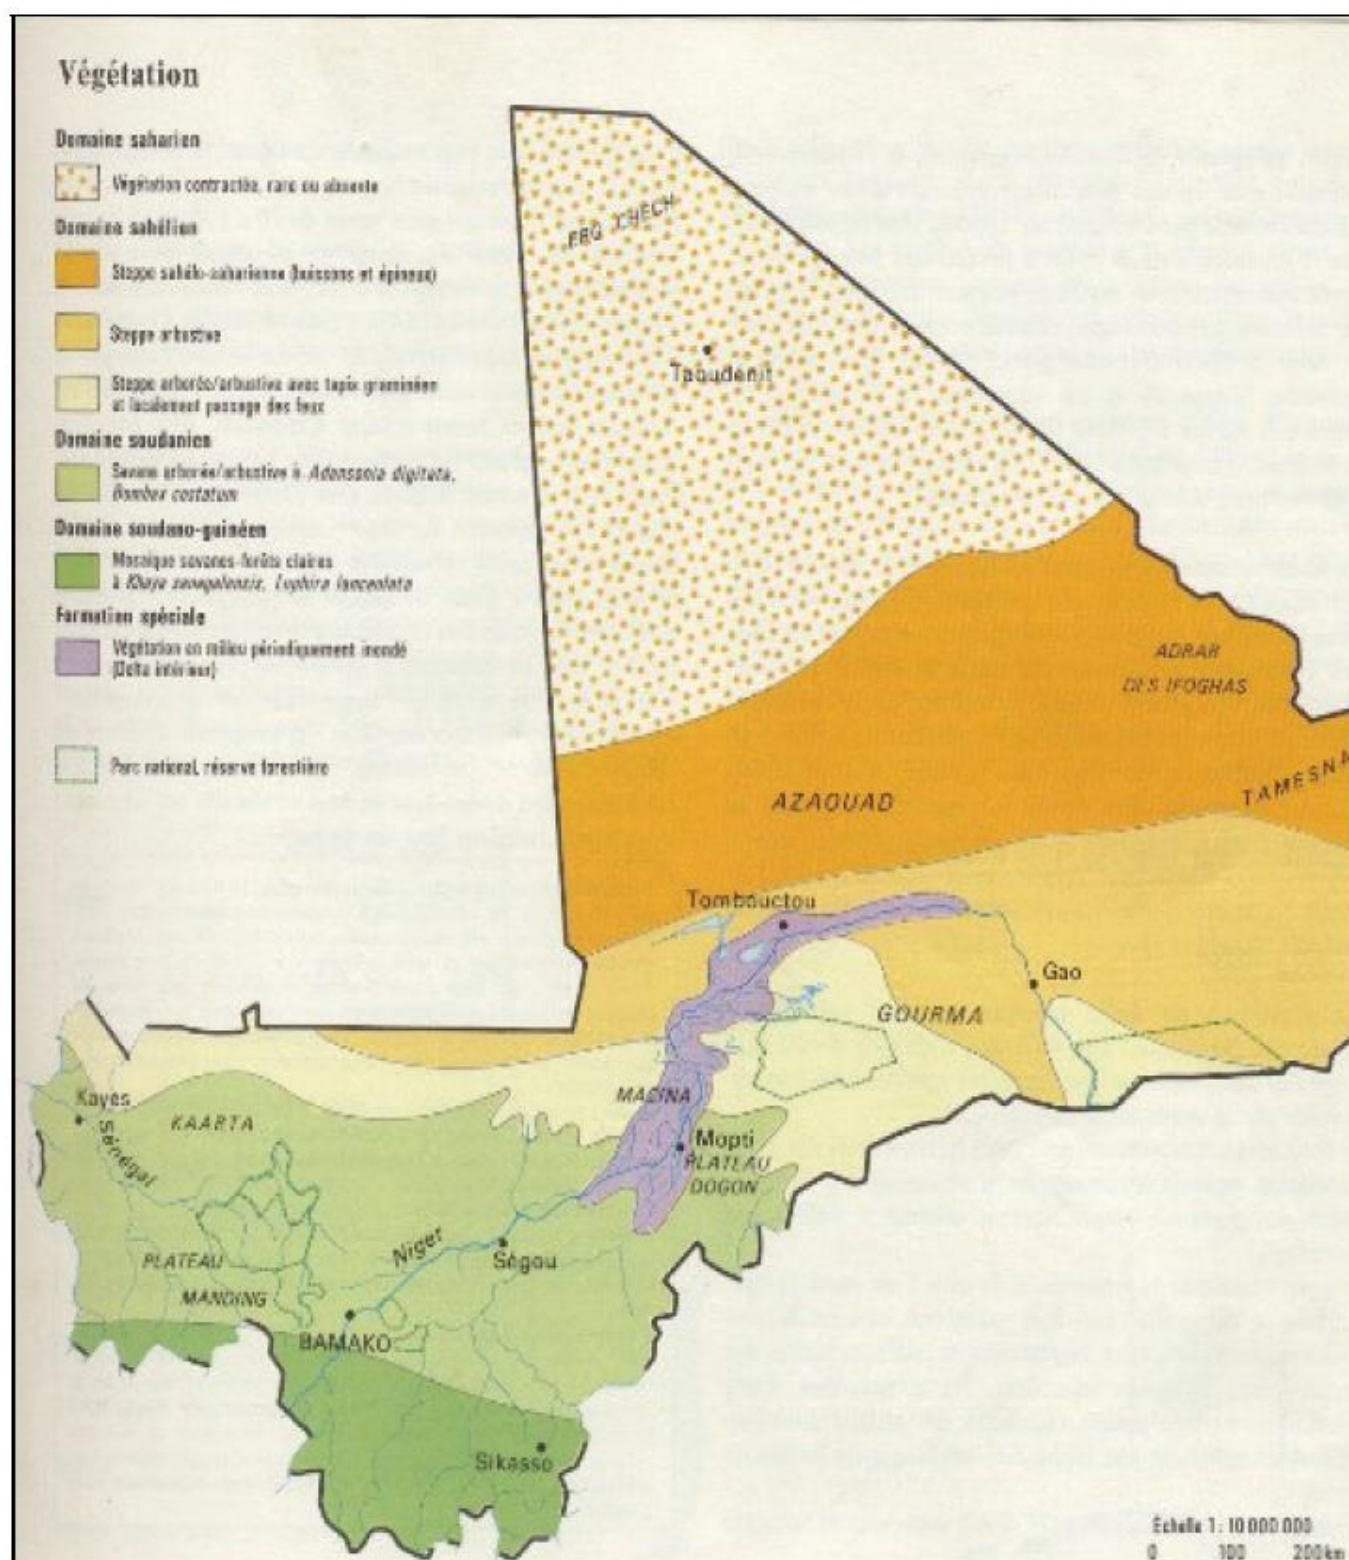 Végétation
Domaine saharien
Végétation contractée, rare ou absente
Domaine sahélien
Steppe sahélo-saharienne (buissons et épineux)
Steppe arbustive
Steppe arborée/arbustive avec tapis graminéen
et localement passage des feux
Domaine soudanien
Savane arborée/arbustive à Adansonia digitata,
Bombax costatum
Domaine soudano-guinéen
Mosaïque savanes-forêts claires
à Khaya senegalensis, Lophira lanceolata
Formation spéciale
Végétation en milieu périodiquement inondé
(Delta intérieur)
Parc national, réserve forestière
ERG CHECH
Taoudenit
ADRAR
DES IFOGHAS
TAMESNA
AZAOUAD
Tombouctou
Gao
GOURMA
MACINA
Kayes
KAARTA
Sénégal
Mopti
PLATEAU
DOGON
Niger
Ségou
PLATEAU
MANDING
BAMAKO
Sikasso
Échelle 1 : 10 000 000
0 100 200 km